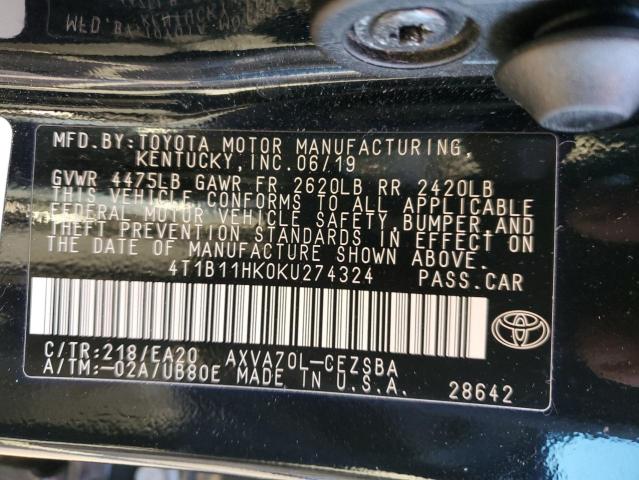 MFD.BY:TOYOTA MOTOR MANUFACTURING,
KENTUCKY, INC. 06/19
GVWR 4475LB GAWR FR 2620LB RR 2420LB
THIS VEHICLE CONFORMS TO ALL APPLICABLE
FEDERAL MOTOR VEHICLE SAFETY, BUMPER, AND
THEFT PREVENTION STANDARDS IN EFFECT ON
THE DATE OF MANUFACTURE SHOWN ABOVE.
4T1B11HK0KU274324 PASS.CAR
C/TR:218/EA20 AXVA70L-CEZSBA
A/TM:-02A/UB80E MADE IN U.S.A.
28642